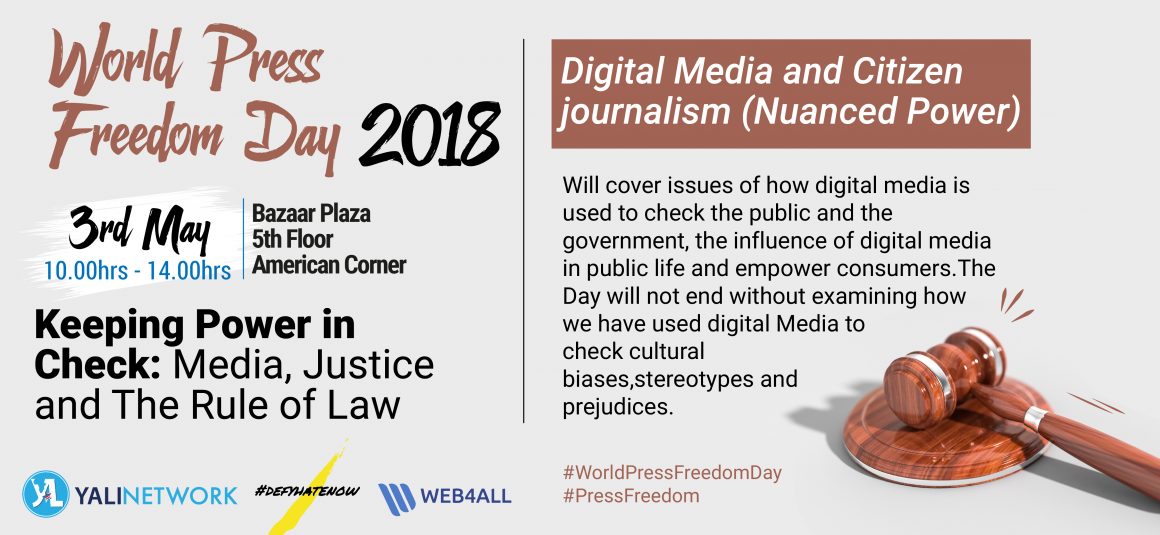 World Press
Freedom Day 2018
3rd May
10.00hrs - 14.00hrs
Bazaar Plaza
5th Floor
American Corner
Keeping Power in
Check: Media, Justice
and The Rule of Law
YALINETWORK
#DEFYHATENOW
WEB4ALL
Digital Media and Citizen
journalism (Nuanced Power)
Will cover issues of how digital media is
used to check the public and the
government, the influence of digital media
in public life and empower consumers.The
Day will not end without examining how
we have used digital Media to
check cultural
biases,stereotypes and
prejudices.
#WorldPressFreedomDay
#PressFreedom